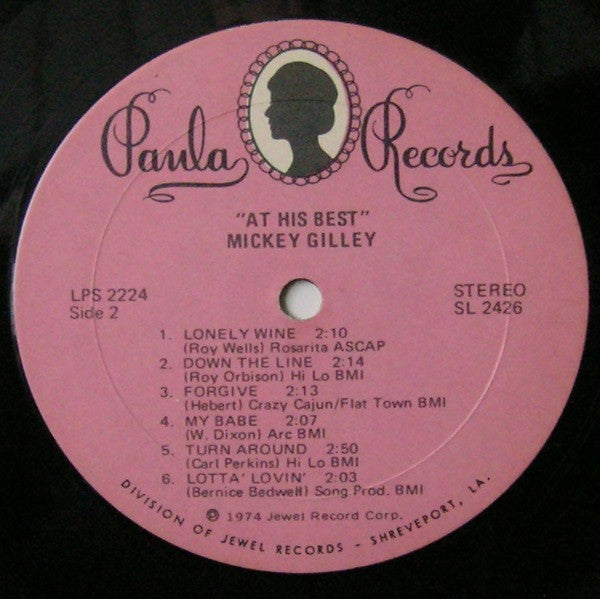 Paula Records
"AT HIS BEST"
MICKEY GILLEY
LPS 2224
Side 2
STEREO
SL 2426
1. LONELY WINE 2:10
(Roy Wells) Rosarita ASCAP
2. DOWN THE LINE 2:14
(Roy Orbison) Hi Lo BMI
3. FORGIVE 2:13
(Hebert) Crazy Cajun/Flat Town BMI
4. MY BABE 2:07
(W. Dixon) Arc BMI
5. TURN AROUND 2:50
(Carl Perkins) Hi Lo BMI
6. LOTTA' LOVIN' 2:03
(Bernice Bedwell) Song Prod. BMI
℗ 1974 Jewel Record Corp.
DIVISION OF JEWEL RECORDS - SHREVEPORT, LA.